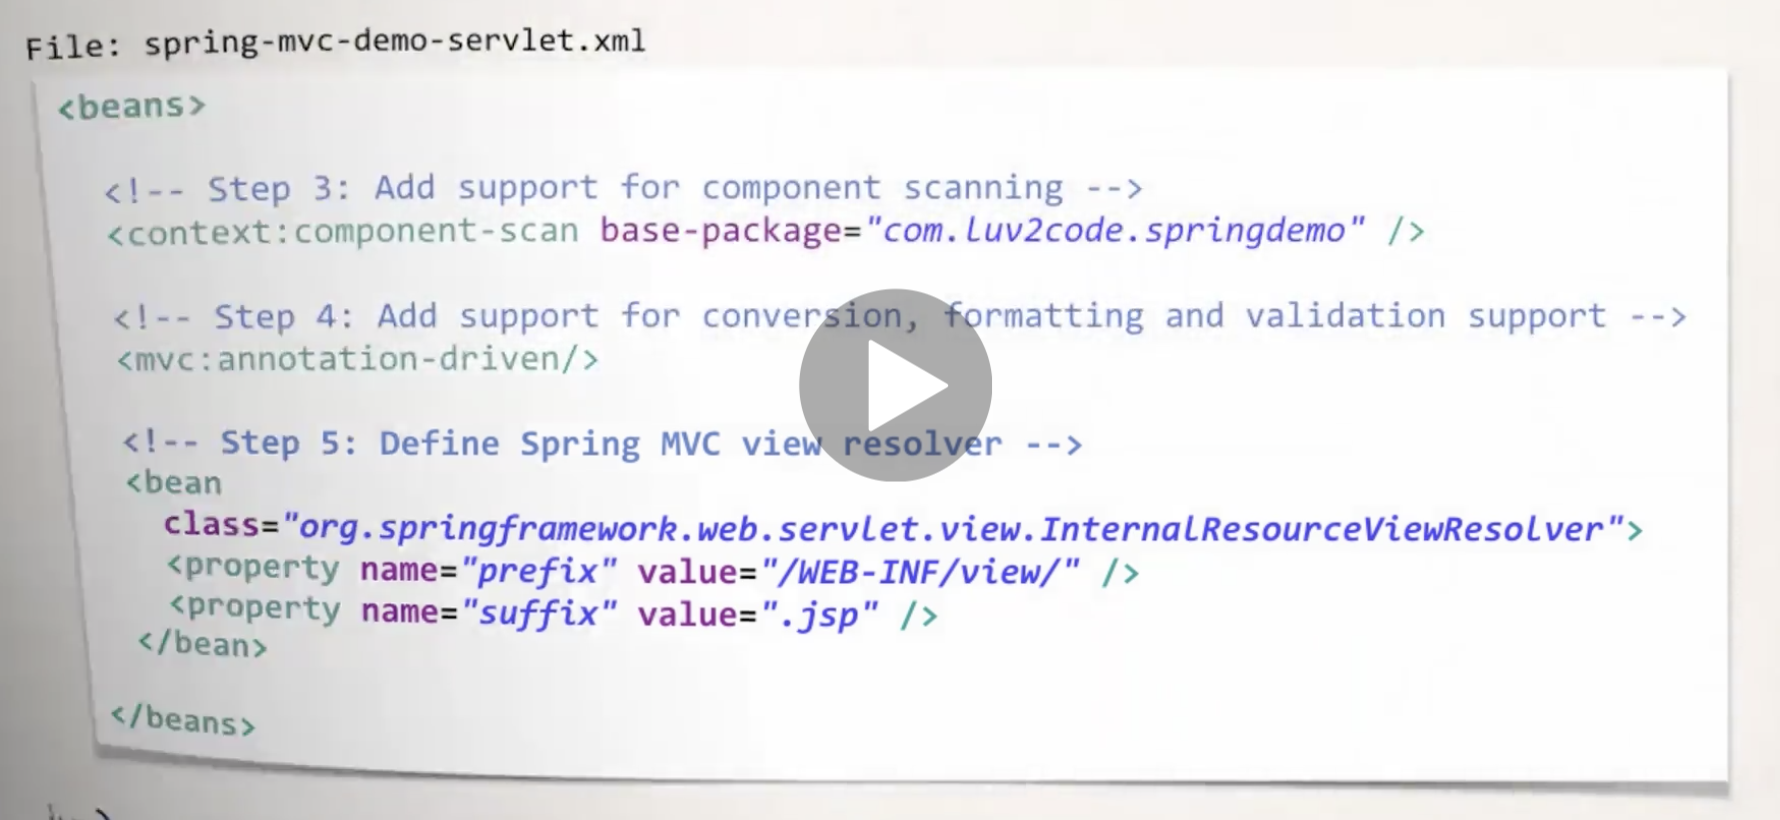 File: spring-mvc-demo-servlet.xml
<beans>
<!-- Step 3: Add support for component scanning -->
<context:component-scan base-package="com.luv2code.springdemo" />
<!-- Step 4: Add support for conversion, formatting and validation support -->
<mvc:annotation-driven/>
<!-- Step 5: Define Spring MVC view resolver -->
<bean
class="org.springframework.web.servlet.view.InternalResourceViewResolver">
<property name="prefix" value="/WEB-INF/view/" />
<property name="suffix" value=".jsp" />
</bean>
</beans>